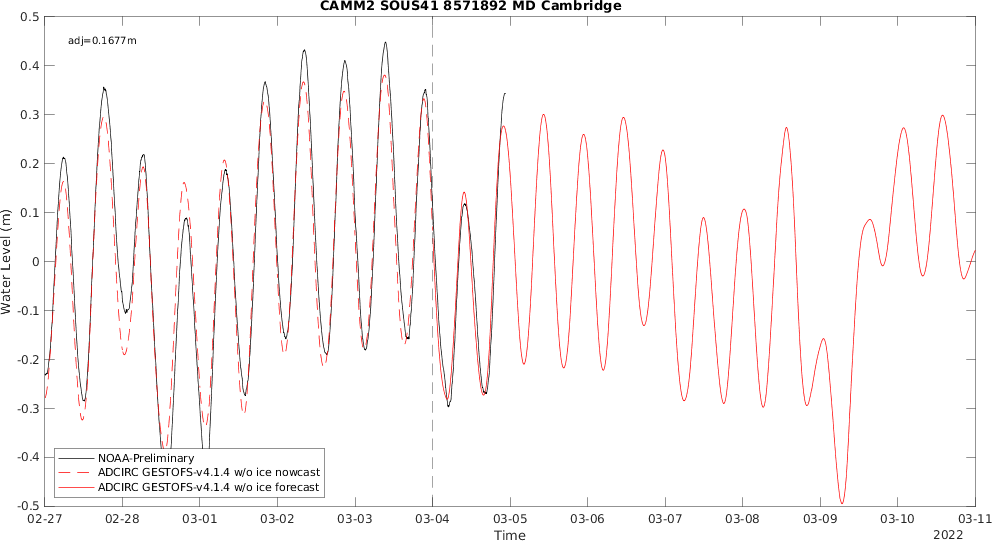 CAMM2 SOUS41 8571892 MD Cambridge
adj=0.1677m
0.5
0.4
0.3
0.2
0.1
0
-0.1
-0.2
-0.3
-0.4
-0.5
Water Level (m)
NOAA-Preliminary
ADCIRC GESTOFS-v4.1.4 w/o ice nowcast
ADCIRC GESTOFS-v4.1.4 w/o ice forecast
02-27 02-28 03-01 03-02 03-03 03-04 03-05 03-06 03-07 03-08 03-09 03-10 03-11
Time
2022